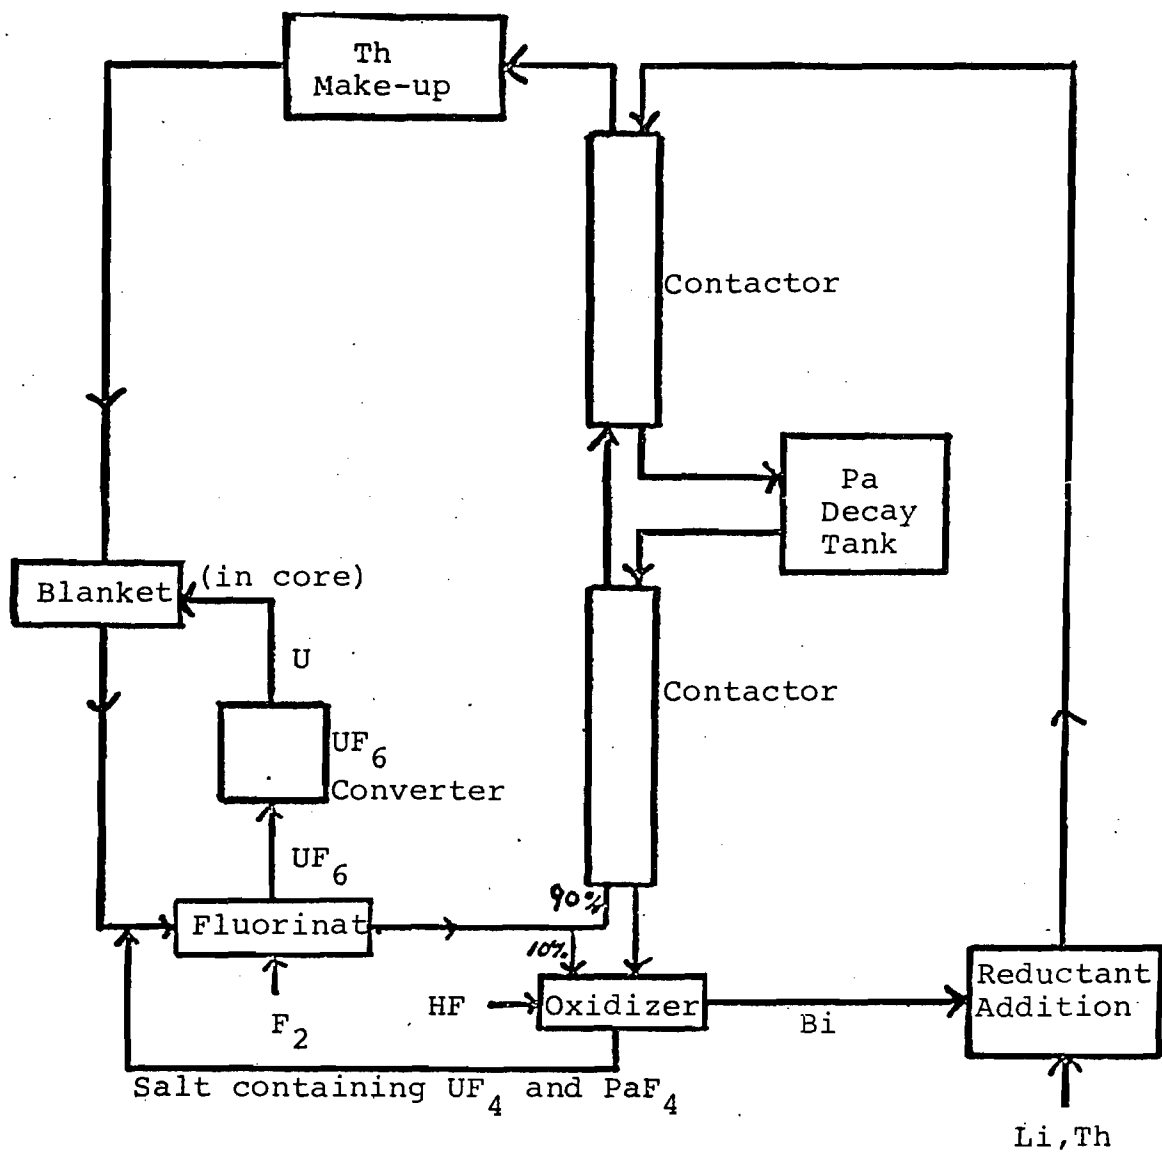 Th
Make-up
Contactor
Pa
Decay
Tank
Blanket
(in core)
U
Contactor
UF6
Converter
UF6
90%
Fluorinat
10%
Reductant
Addition
HF
Oxidizer
Bi
F2
Salt containing UF4 and PaF4
Li,Th